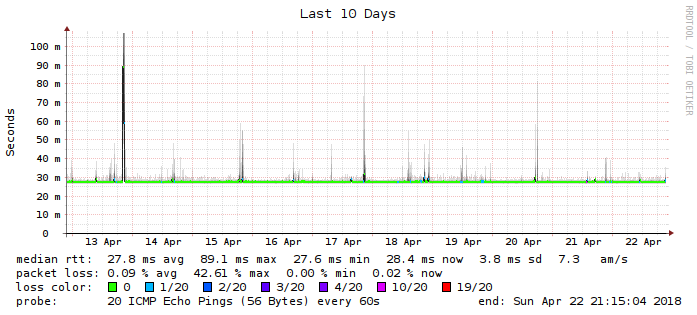 Last 10 Days
RRDTOOL / TOBI OETIKER
Seconds
100 m
90 m
80 m
70 m
60 m
50 m
40 m
30 m
20 m
10 m
0
13 Apr 14 Apr 15 Apr 16 Apr 17 Apr 18 Apr 19 Apr 20 Apr 21 Apr 22 Apr
median rtt: 27.8 ms avg 89.1 ms max 27.6 ms min 28.4 ms now 3.8 ms sd 7.3 am/s
packet loss: 0.09 % avg 42.61 % max 0.00 % min 0.02 % now
loss color: 0 1/20 2/20 3/20 4/20 10/20 19/20
probe: 20 ICMP Echo Pings (56 Bytes) every 60s end: Sun Apr 22 21:15:04 2018